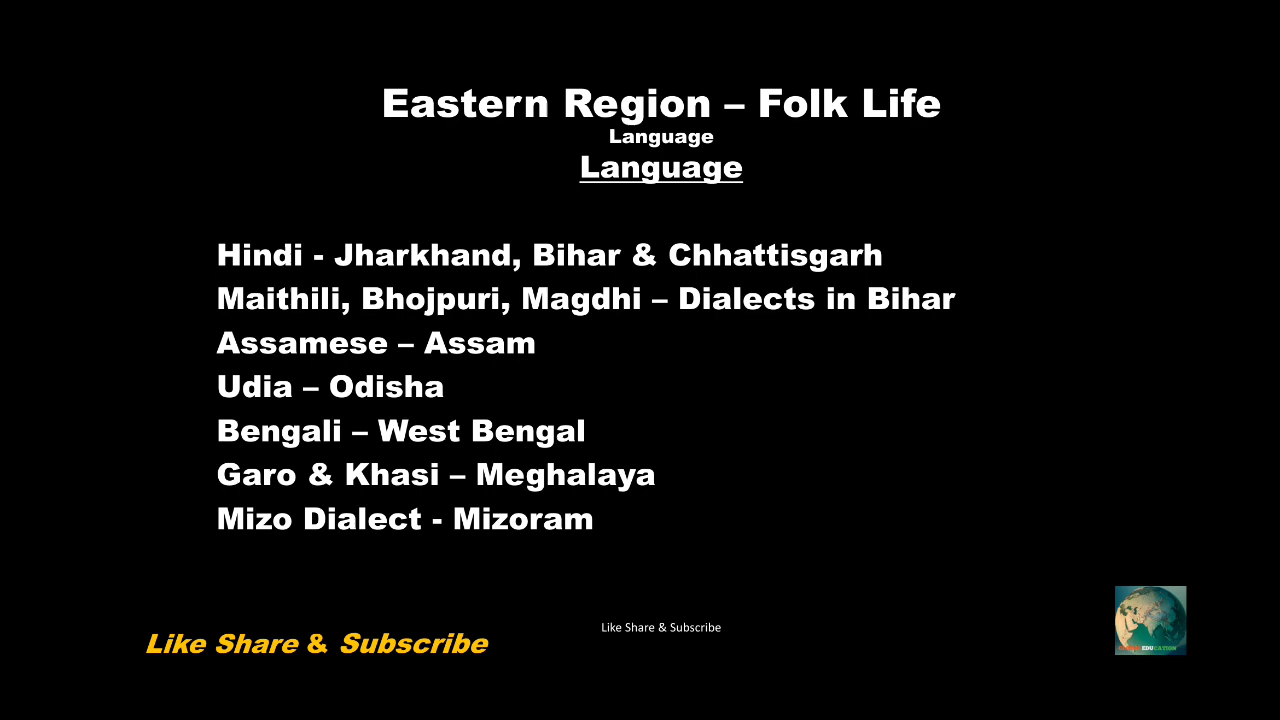 Eastern Region – Folk Life
Language
Language
Hindi - Jharkhand, Bihar & Chhattisgarh
Maithili, Bhojpuri, Magdhi – Dialects in Bihar
Assamese – Assam
Udia – Odisha
Bengali – West Bengal
Garo & Khasi – Meghalaya
Mizo Dialect - Mizoram
Like Share & Subscribe
Like Share & Subscribe
EDUCATION